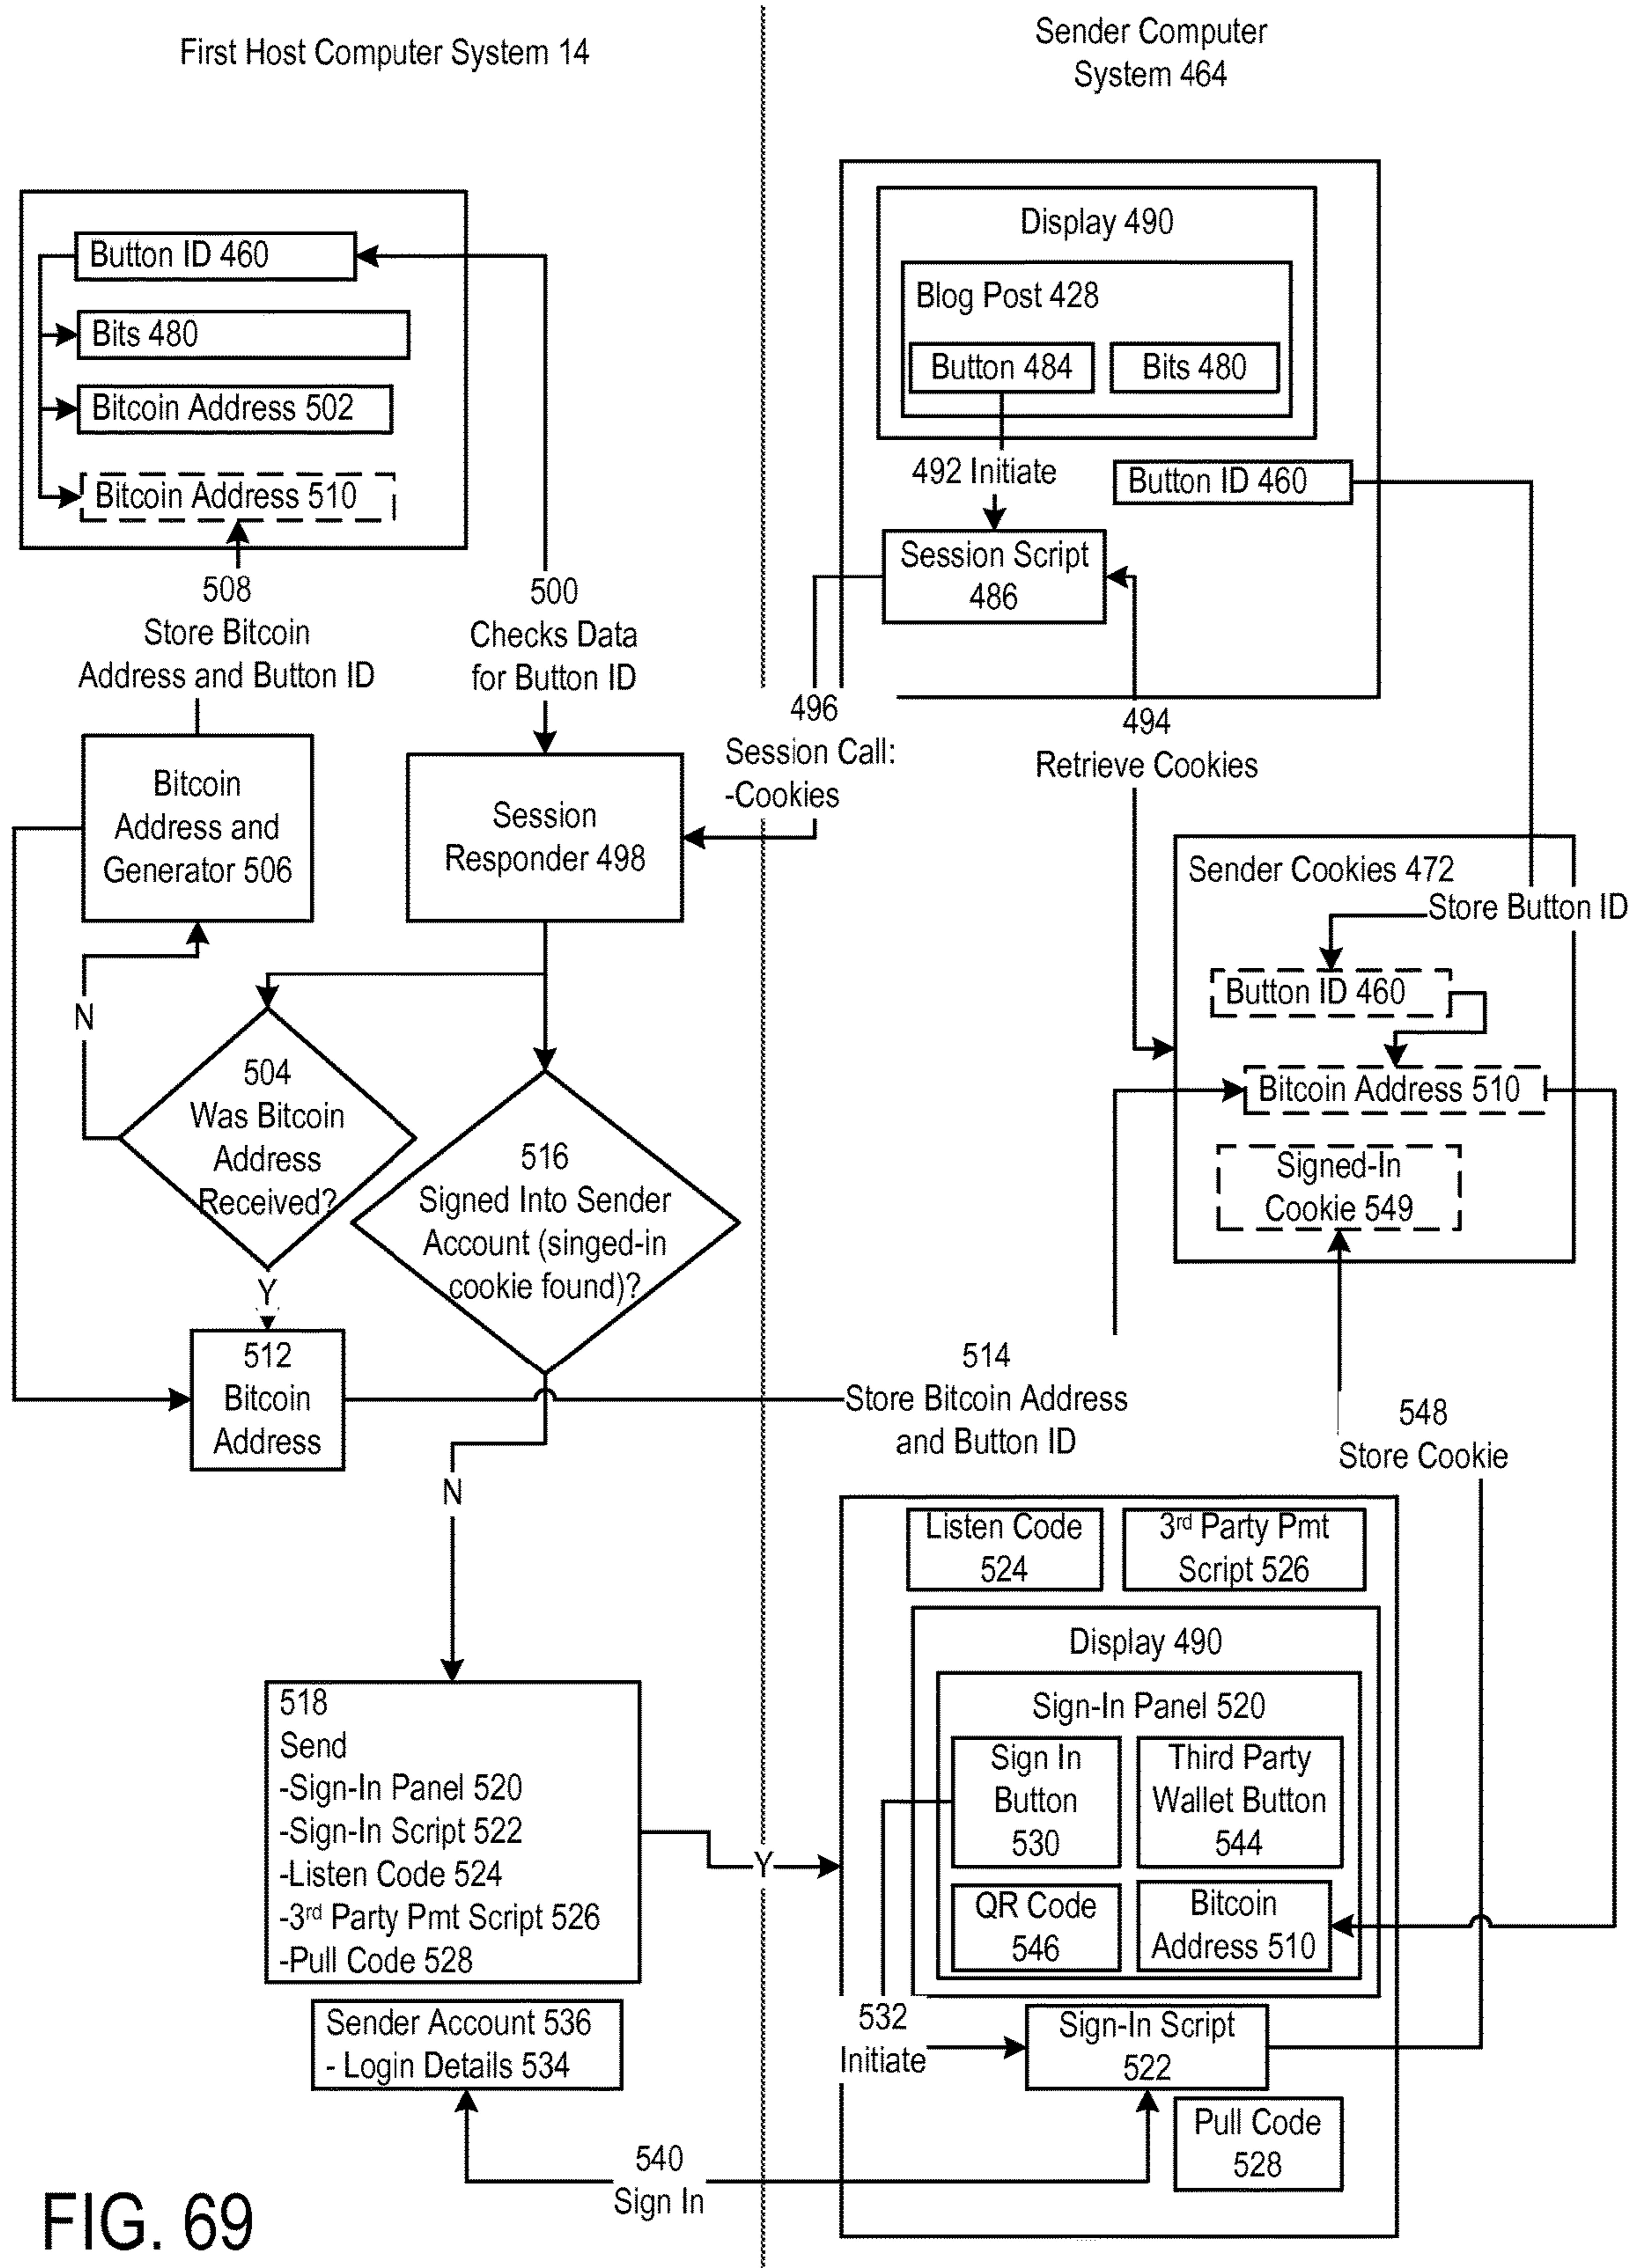 First Host Computer System 14
Sender Computer
System 464
Button ID 460
Bits 480
Bitcoin Address 502
Bitcoin Address 510
508
Store Bitcoin
Address and Button ID
500
Checks Data
for Button ID
Display 490
Blog Post 428
Button 484
Bits 480
492 Initiate
Button ID 460
Session Script
486
496
Session Call:
-Cookies
494
Retrieve Cookies
Bitcoin
Address and
Generator 506
Session
Responder 498
Sender Cookies 472
Store Button ID
Button ID 460
Bitcoin Address 510
Signed-In
Cookie 549
N
504
Was Bitcoin
Address
Received?
Y
516
Signed Into Sender
Account (singed-in
cookie found)?
512
Bitcoin
Address
514
Store Bitcoin Address
and Button ID
548
Store Cookie
N
Listen Code
524
3rd Party Pmt
Script 526
Display 490
Sign-In Panel 520
Sign In
Button
530
Third Party
Wallet Button
544
QR Code
546
Bitcoin
Address 510
518
Send
-Sign-In Panel 520
-Sign-In Script 522
-Listen Code 524
-3rd Party Pmt Script 526
-Pull Code 528
Y
Sender Account 536
- Login Details 534
532
Initiate
Sign-In Script
522
Pull Code
528
540
Sign In
FIG. 69